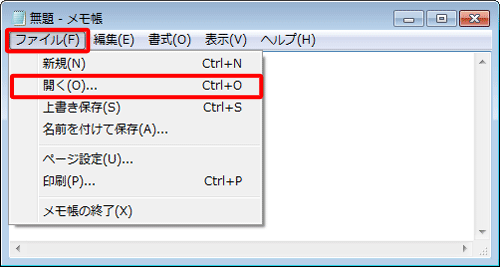 無題 - メモ帳
ファイル(F) 編集(E) 書式(O) 表示(V) ヘルプ(H)
新規(N) Ctrl+N
開く(O)... Ctrl+O
上書き保存(S) Ctrl+S
名前を付けて保存(A)...
ページ設定(U)...
印刷(P)... Ctrl+P
メモ帳の終了(X)